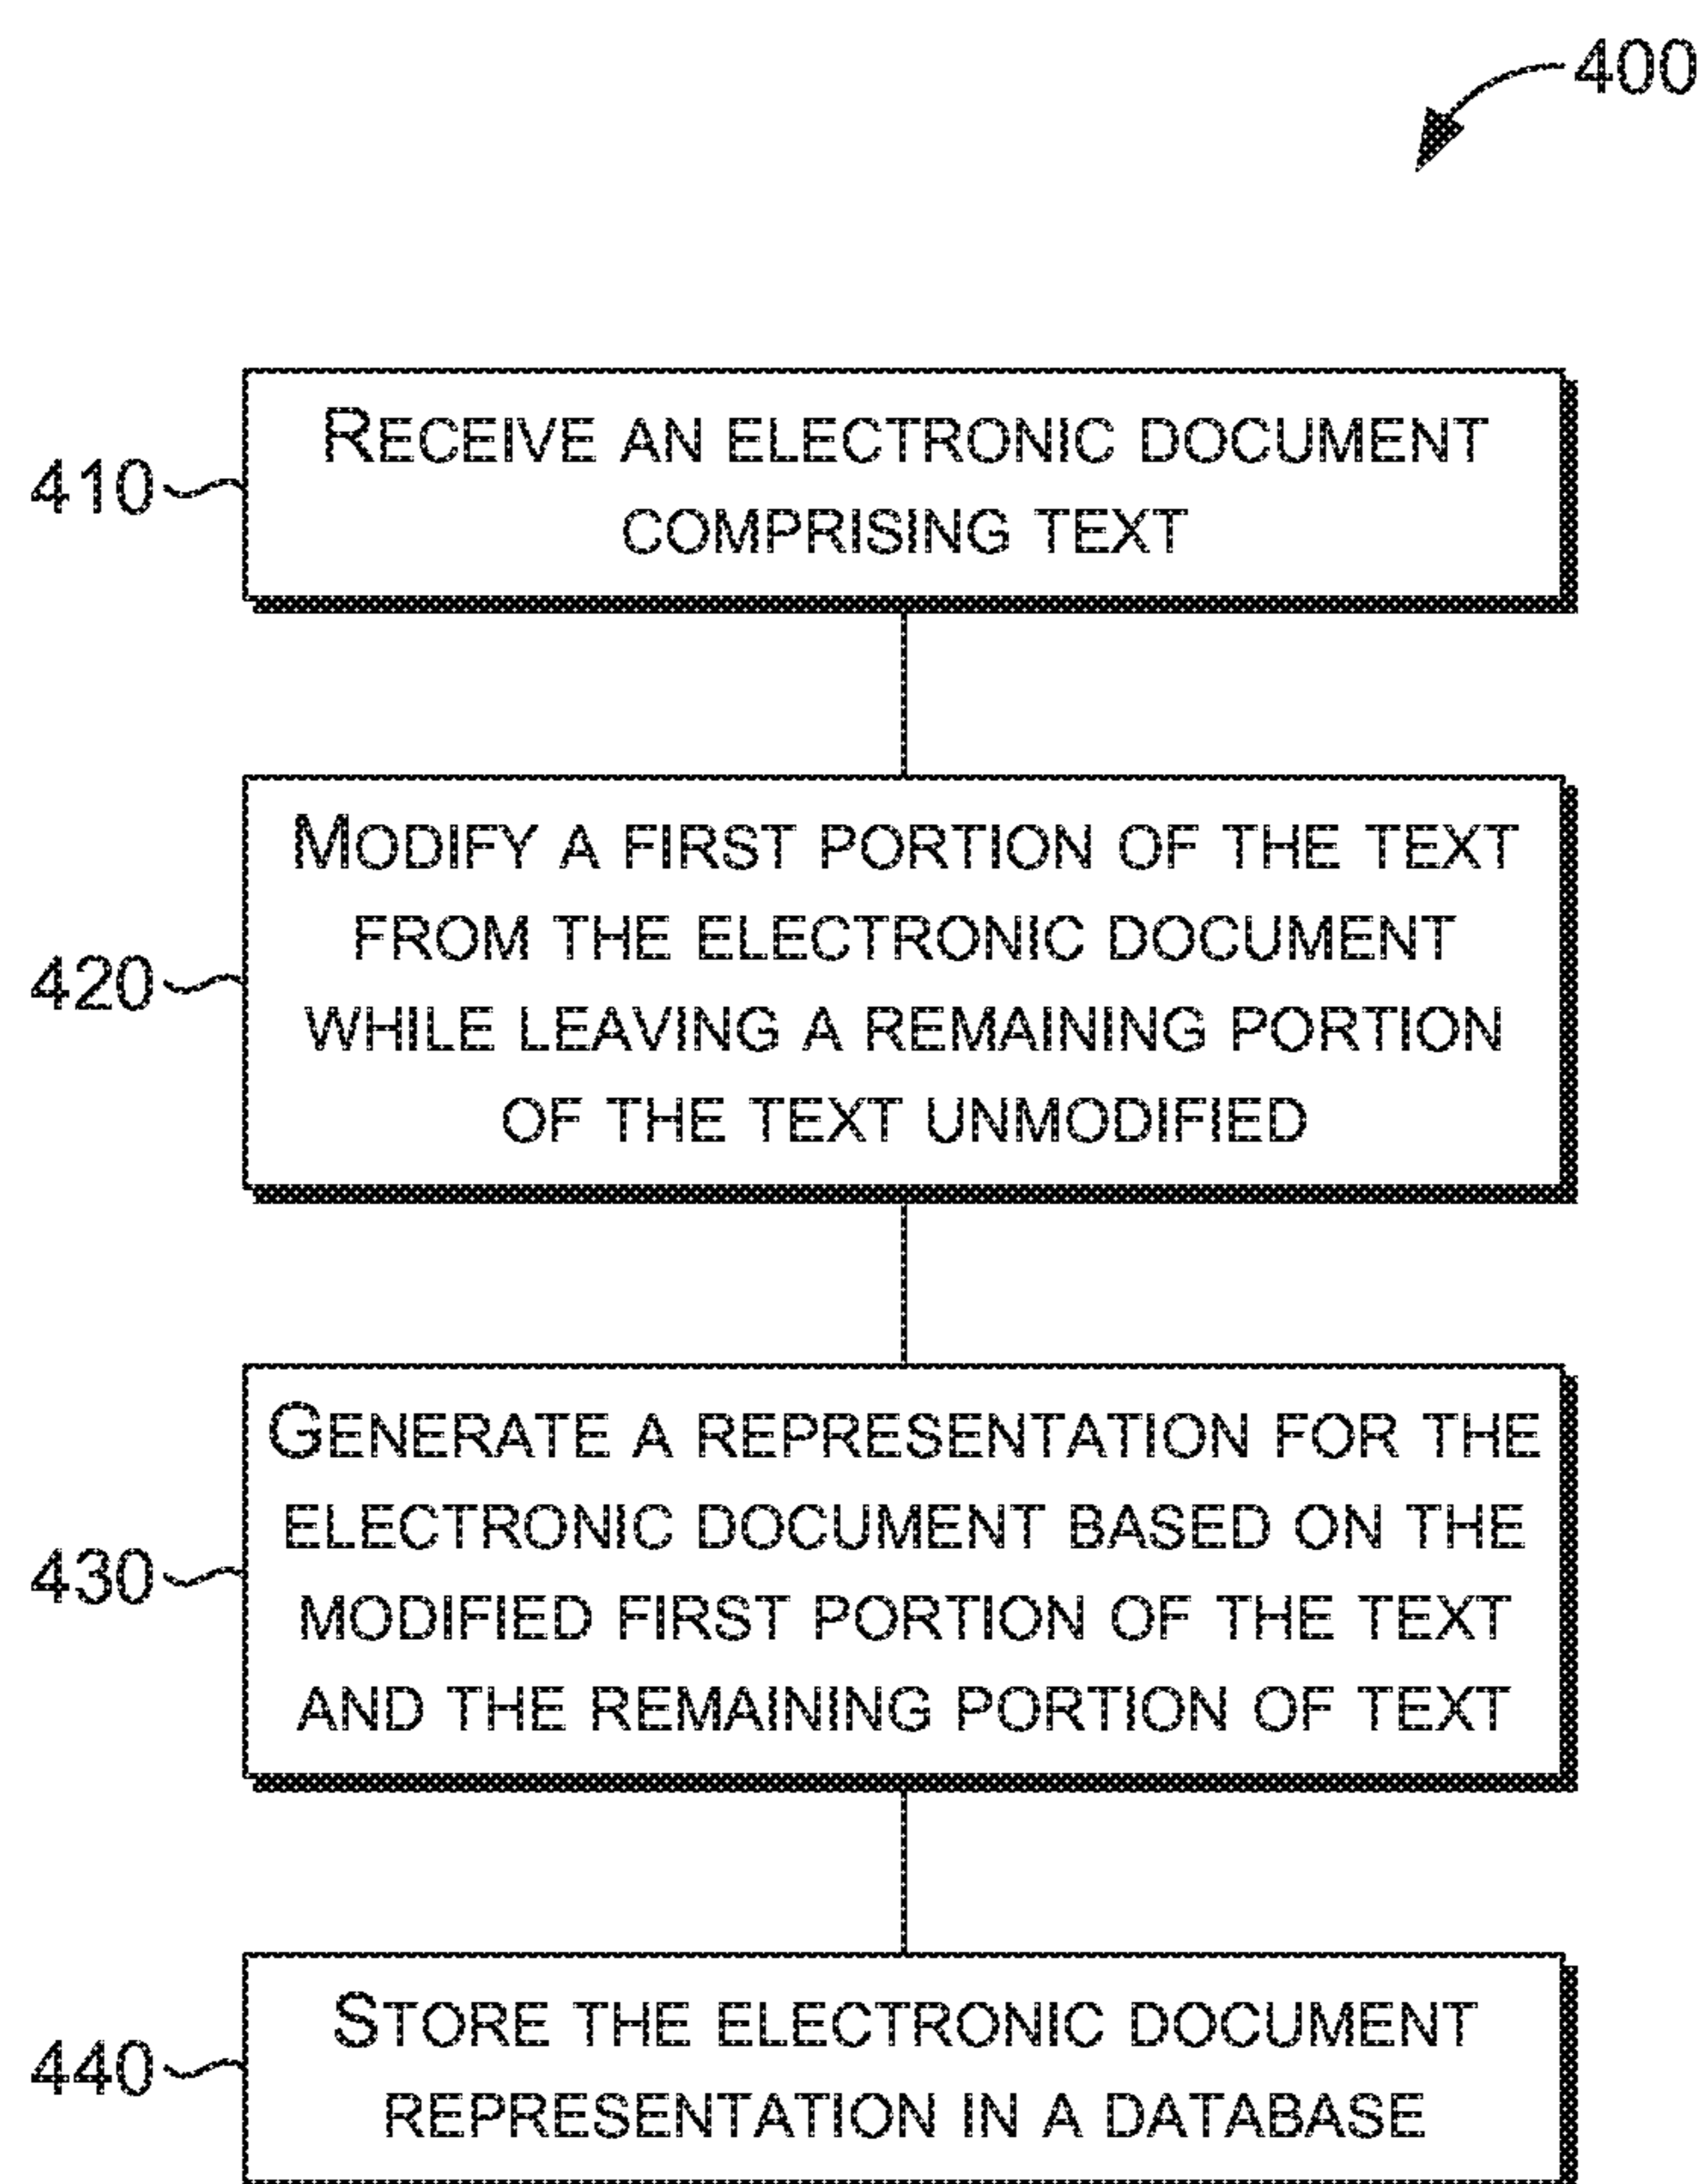 400
410
RECEIVE AN ELECTRONIC DOCUMENT
COMPRISING TEXT
420
MODIFY A FIRST PORTION OF THE TEXT
FROM THE ELECTRONIC DOCUMENT
WHILE LEAVING A REMAINING PORTION
OF THE TEXT UNMODIFIED
430
GENERATE A REPRESENTATION FOR THE
ELECTRONIC DOCUMENT BASED ON THE
MODIFIED FIRST PORTION OF THE TEXT
AND THE REMAINING PORTION OF TEXT
440
STORE THE ELECTRONIC DOCUMENT
REPRESENTATION IN A DATABASE